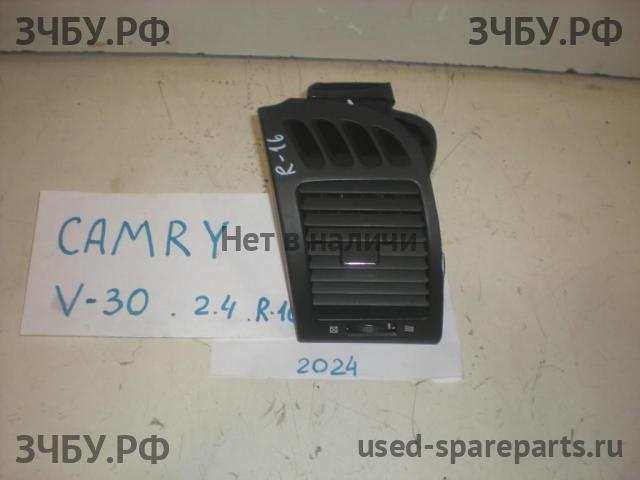 ЗЧБУ.РФ
ЗЧБУ.РФ
R-16
CAMRY
Нет в наличии
V-30 . 2.4 . R-16
2024
ЗЧБУ.РФ
used-spareparts.ru